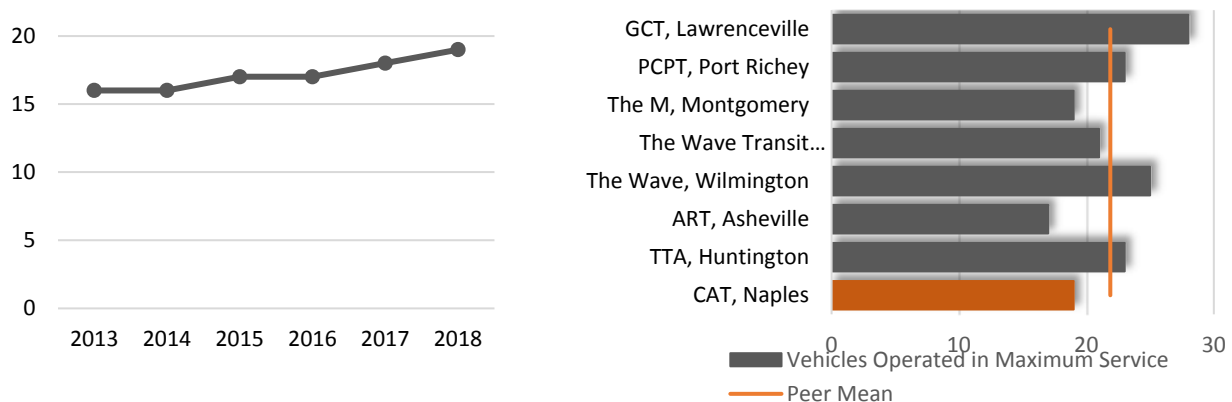 20
15
10
5
0
2013 2014 2015 2016 2017 2018
GCT, Lawrenceville
PCPT, Port Richey
The M, Montgomery
The Wave Transit...
The Wave, Wilmington
ART, Asheville
TTA, Huntington
CAT, Naples
0 10 20 30
Vehicles Operated in Maximum Service
Peer Mean